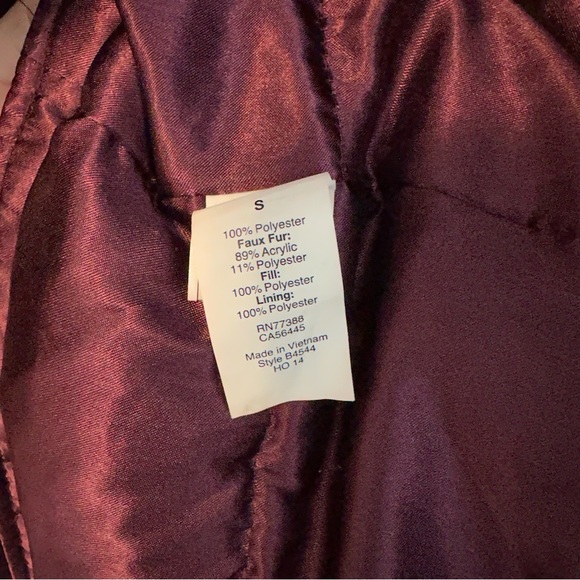 S
100% Polyester
Faux Fur:
89% Acrylic
11% Polyester
Fill:
100% Polyester
Lining:
100% Polyester
RN77388
CA56445
Made in Vietnam
Style B4544
HO 14